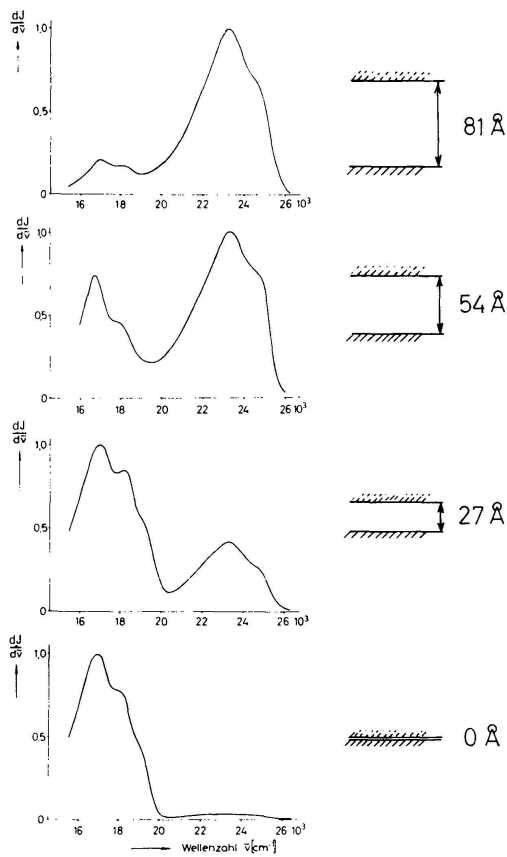 dJ
dν̃
1,0
0,5
0
16 18 20 22 24 26 10³
81 Å
dJ
dν̃
1,0
0,5
0
16 18 20 22 24 26 10³
54 Å
dJ
dν̃
1,0
0,5
0
16 18 20 22 24 26 10³
27 Å
dJ
dν̃
1,0
0,5
0
16 18 20 22 24 26 10³
Wellenzahl ν̃ [cm⁻¹]
0 Å